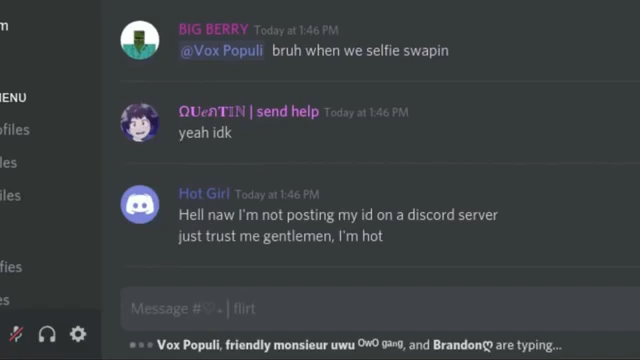 m
BIG BERRY Today at 1:46 PM
@Vox Populi bruh when we selfie swapin
MENU
ΩU𝓮𝓷𝐓𝕀ℕ | send help Today at 1:46 PM
ofiles
yeah idk
les
iles
Hot Girl Today at 1:46 PM
Hell naw I'm not posting my id on a discord server
just trust me gentlemen, I'm hot
fies
es
Message #♡₊ | flirt
Vox Populi, friendly monsieur uwu ᴼʷᴼ ᵍᵃⁿᵍ, and Brandonღ are typing...